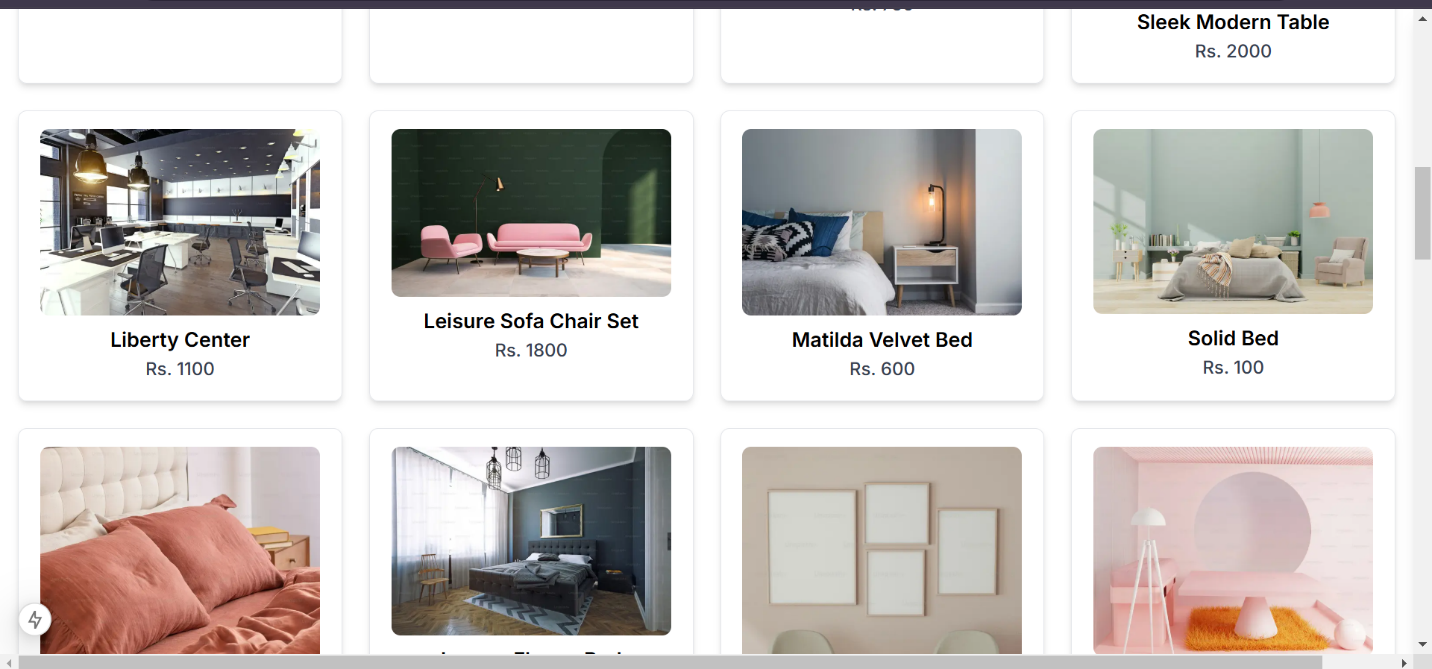 Sleek Modern Table
Rs. 2000
Liberty Center
Rs. 1100
Leisure Sofa Chair Set
Rs. 1800
Matilda Velvet Bed
Rs. 600
Solid Bed
Rs. 100